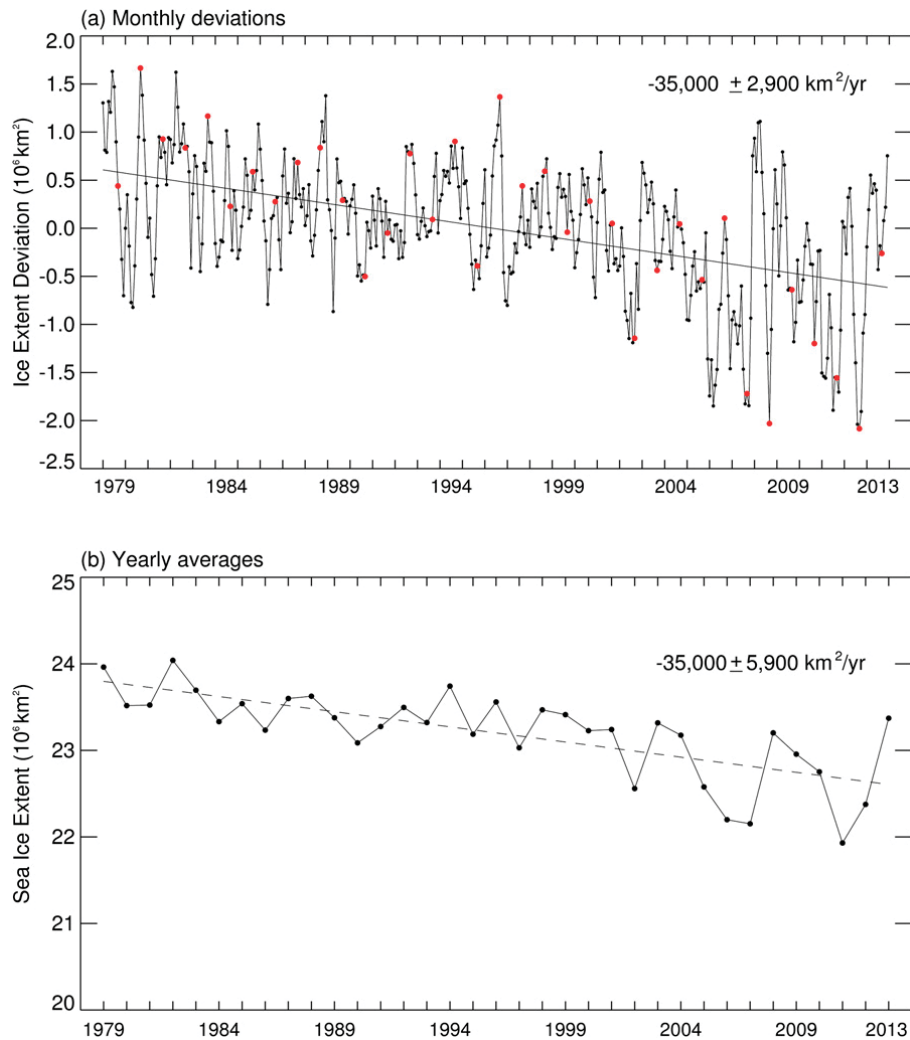 (a) Monthly deviations
2.0
1.5
1.0
0.5
0.0
-0.5
-1.0
-1.5
-2.0
-2.5
Ice Extent Deviation (10⁶ km²)
-35,000 ± 2,900 km²/yr
1979 1984 1989 1994 1999 2004 2009 2013
(b) Yearly averages
25
24
23
22
21
20
Sea Ice Extent (10⁶ km²)
-35,000 ± 5,900 km²/yr
1979 1984 1989 1994 1999 2004 2009 2013